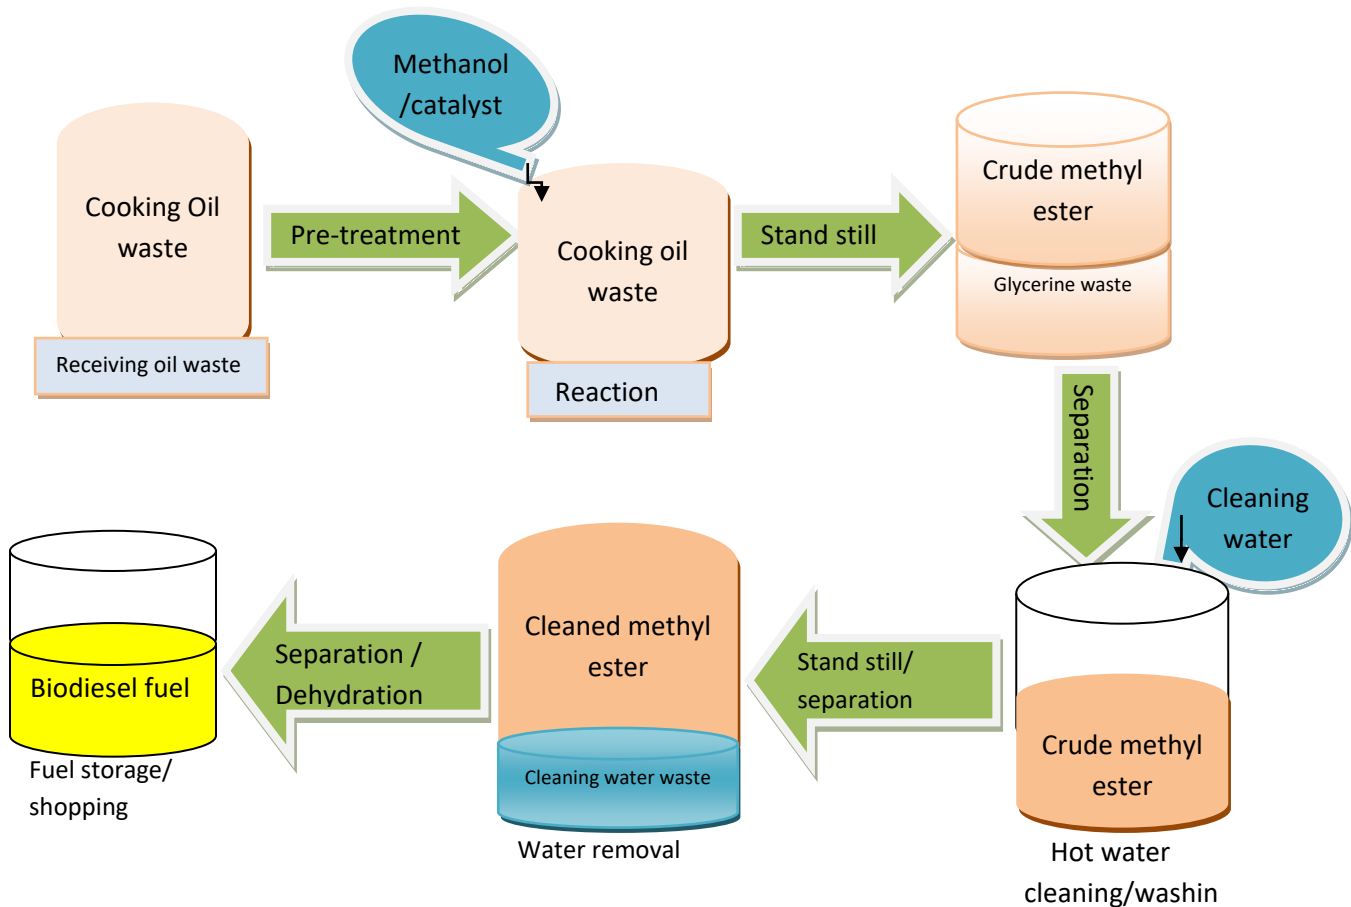 Methanol
/catalyst
Cooking Oil
waste
Pre-treatment
Cooking oil
waste
Stand still
Crude methyl
ester
Glycerine waste
Receiving oil waste
Reaction
Separation
Cleaning
water
Crude methyl
ester
Hot water
cleaning/washin
Stand still/
separation
Cleaned methyl
ester
Cleaning water waste
Water removal
Separation /
Dehydration
Biodiesel fuel
Fuel storage/
shopping